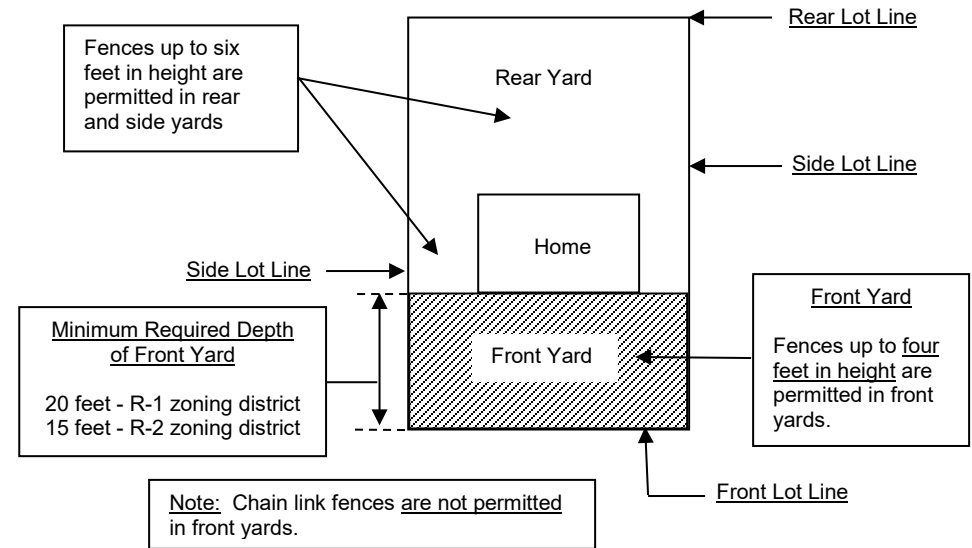 Rear Lot Line
Fences up to six
feet in height are
permitted in rear
and side yards
Rear Yard
Side Lot Line
Home
Side Lot Line
Minimum Required Depth
of Front Yard
20 feet - R-1 zoning district
15 feet - R-2 zoning district
Front Yard
Front Yard
Fences up to four
feet in height are
permitted in front
yards.
Front Lot Line
Note:  Chain link fences are not permitted
in front yards.